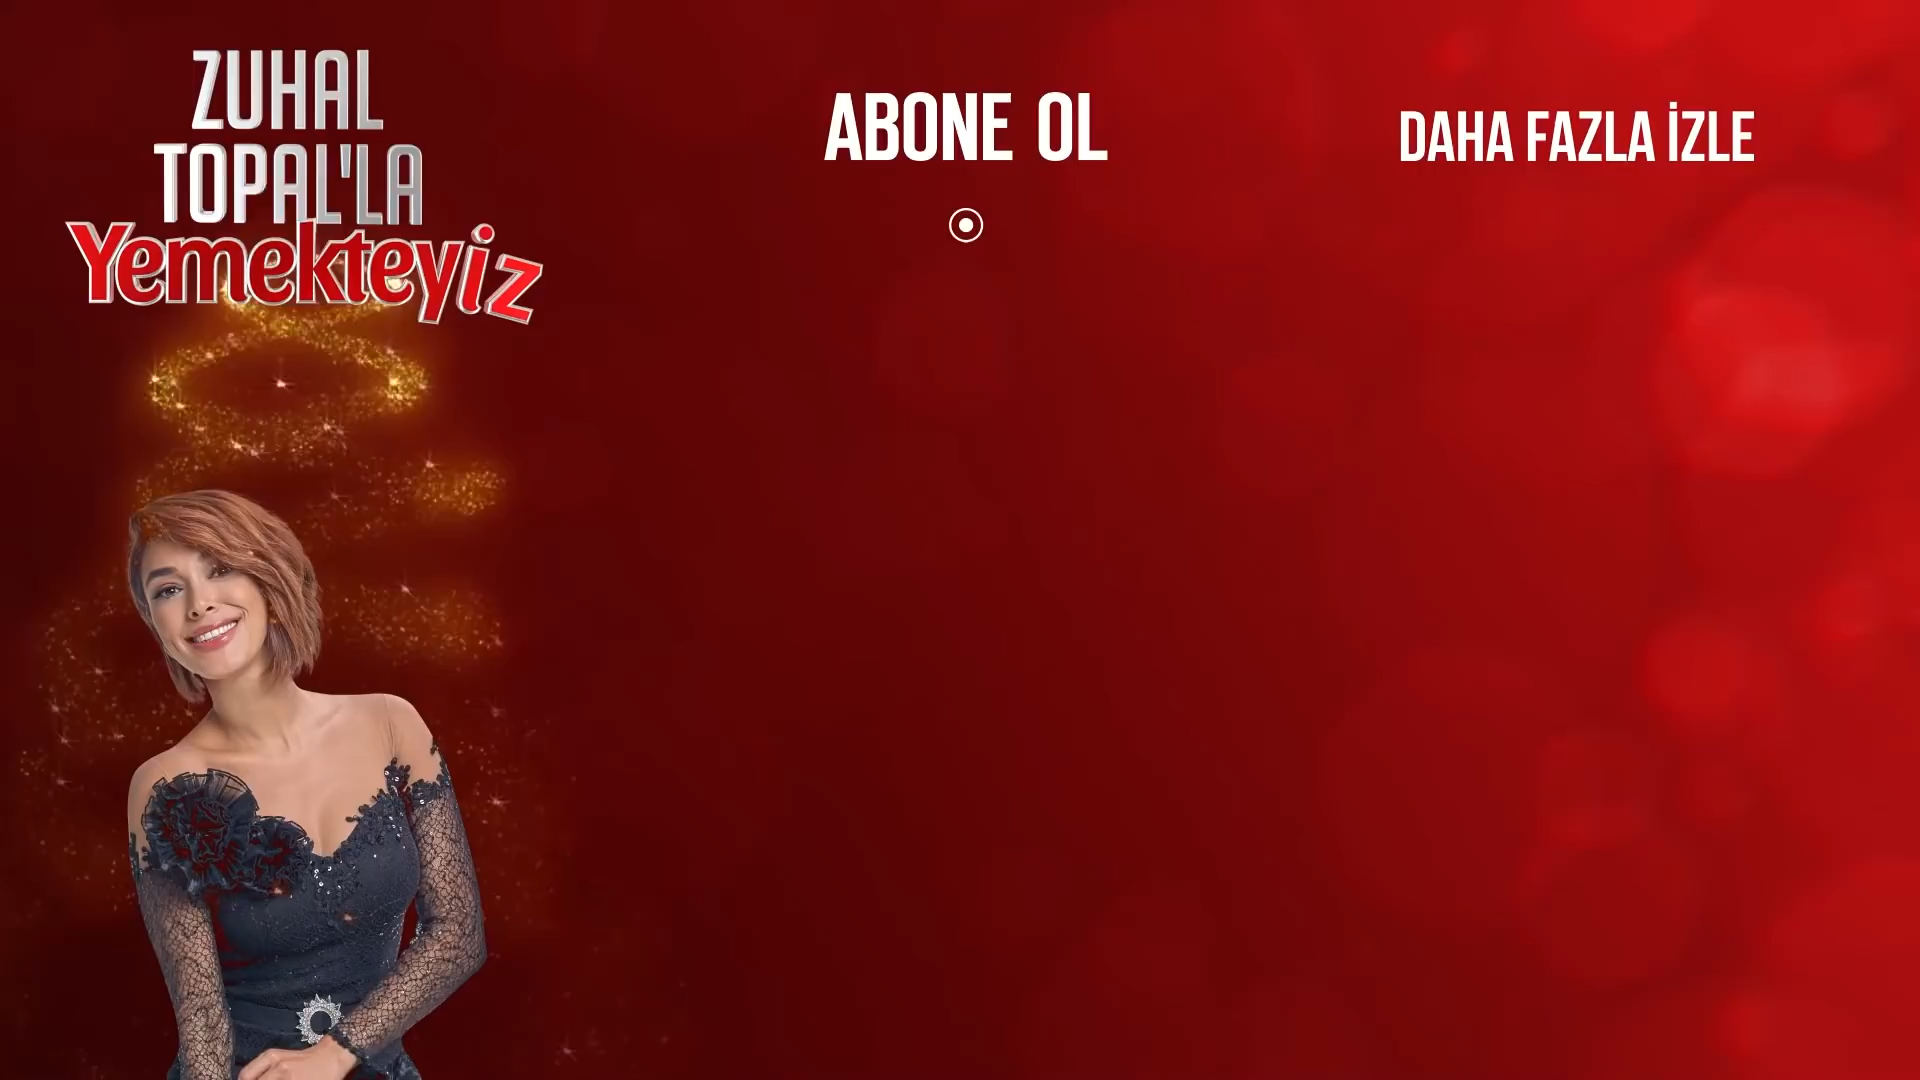 ZUHAL
TOPAL'LA
Yemekteyiz
ABONE OL
DAHA FAZLA İZLE